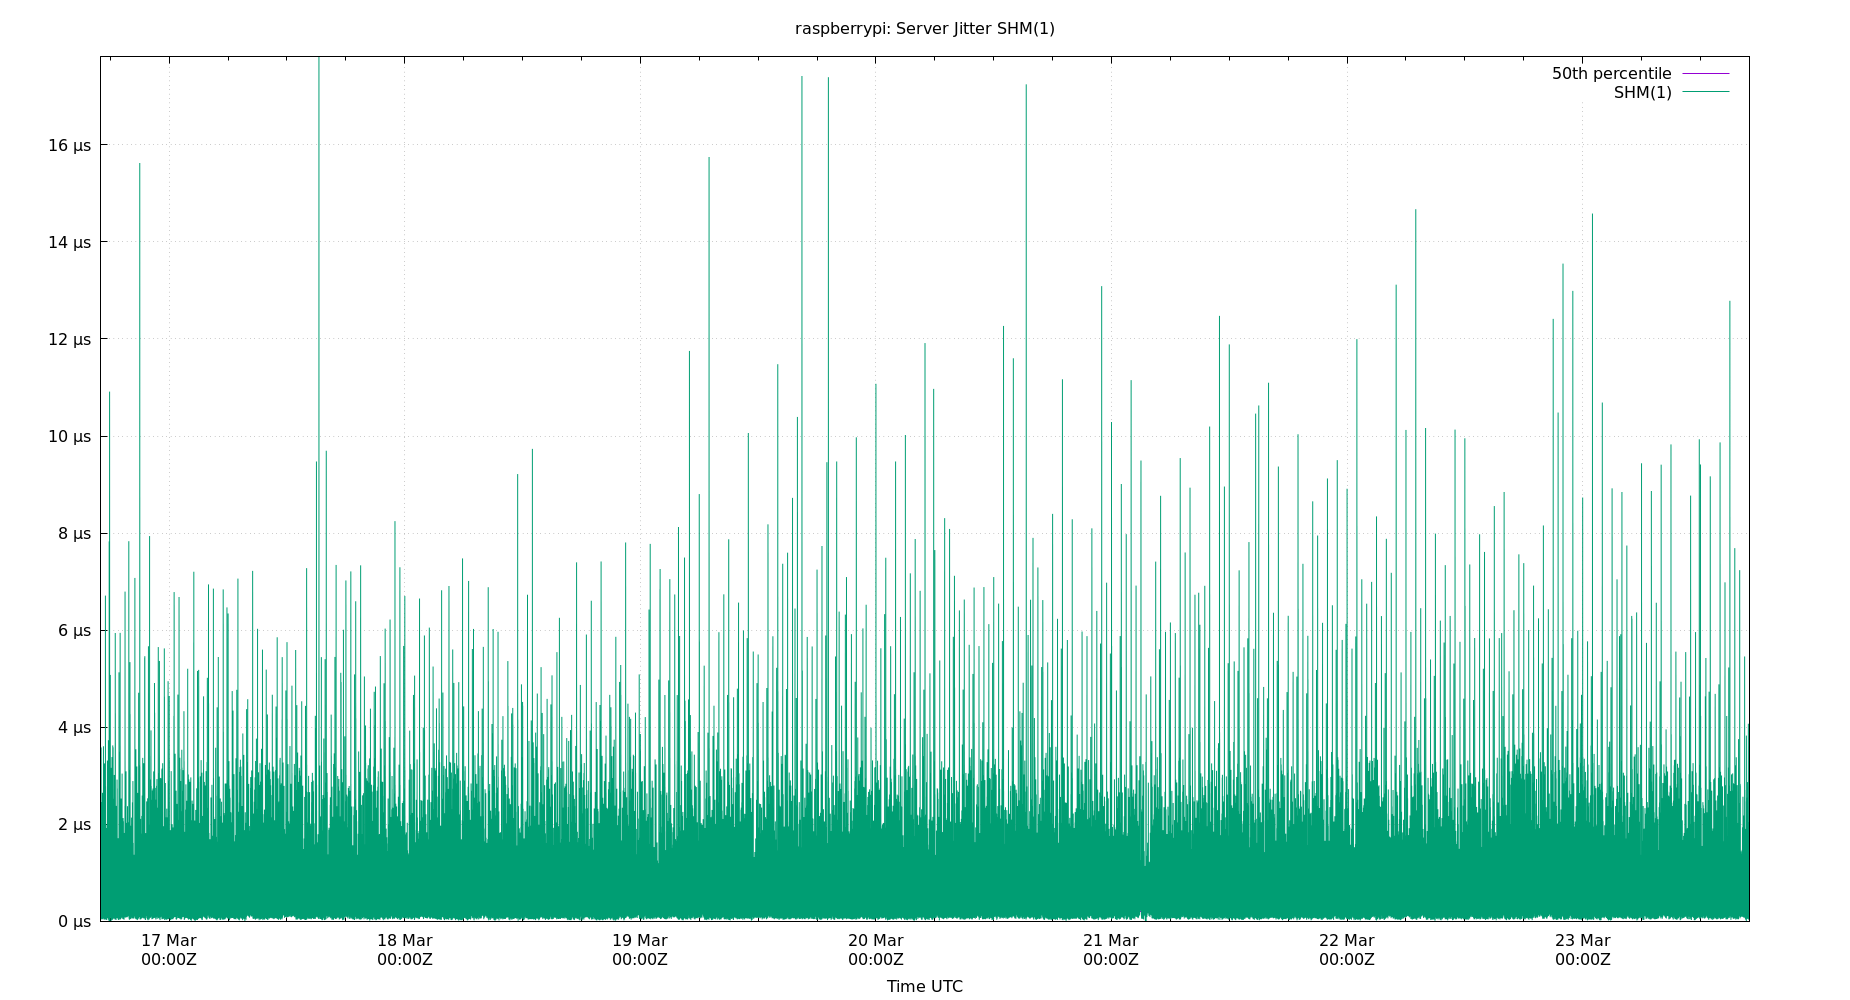 raspberrypi: Server Jitter SHM(1)
50th percentile
SHM(1)
16 µs
14 µs
12 µs
10 µs
8 µs
6 µs
4 µs
2 µs
0 µs
17 Mar 18 Mar 19 Mar 20 Mar 21 Mar 22 Mar 23 Mar
00:00Z 00:00Z 00:00Z 00:00Z 00:00Z 00:00Z 00:00Z
Time UTC